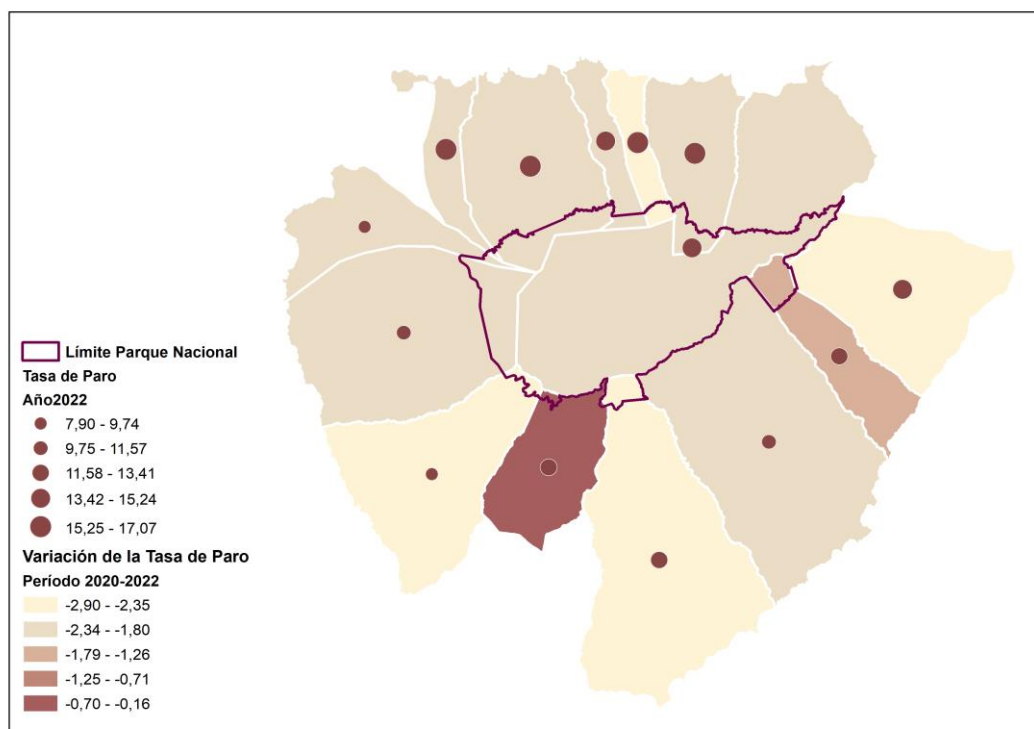 Límite Parque Nacional
Tasa de Paro
Año2022
7,90 - 9,74
9,75 - 11,57
11,58 - 13,41
13,42 - 15,24
15,25 - 17,07
Variación de la Tasa de Paro
Período 2020-2022
-2,90 - -2,35
-2,34 - -1,80
-1,79 - -1,26
-1,25 - -0,71
-0,70 - -0,16